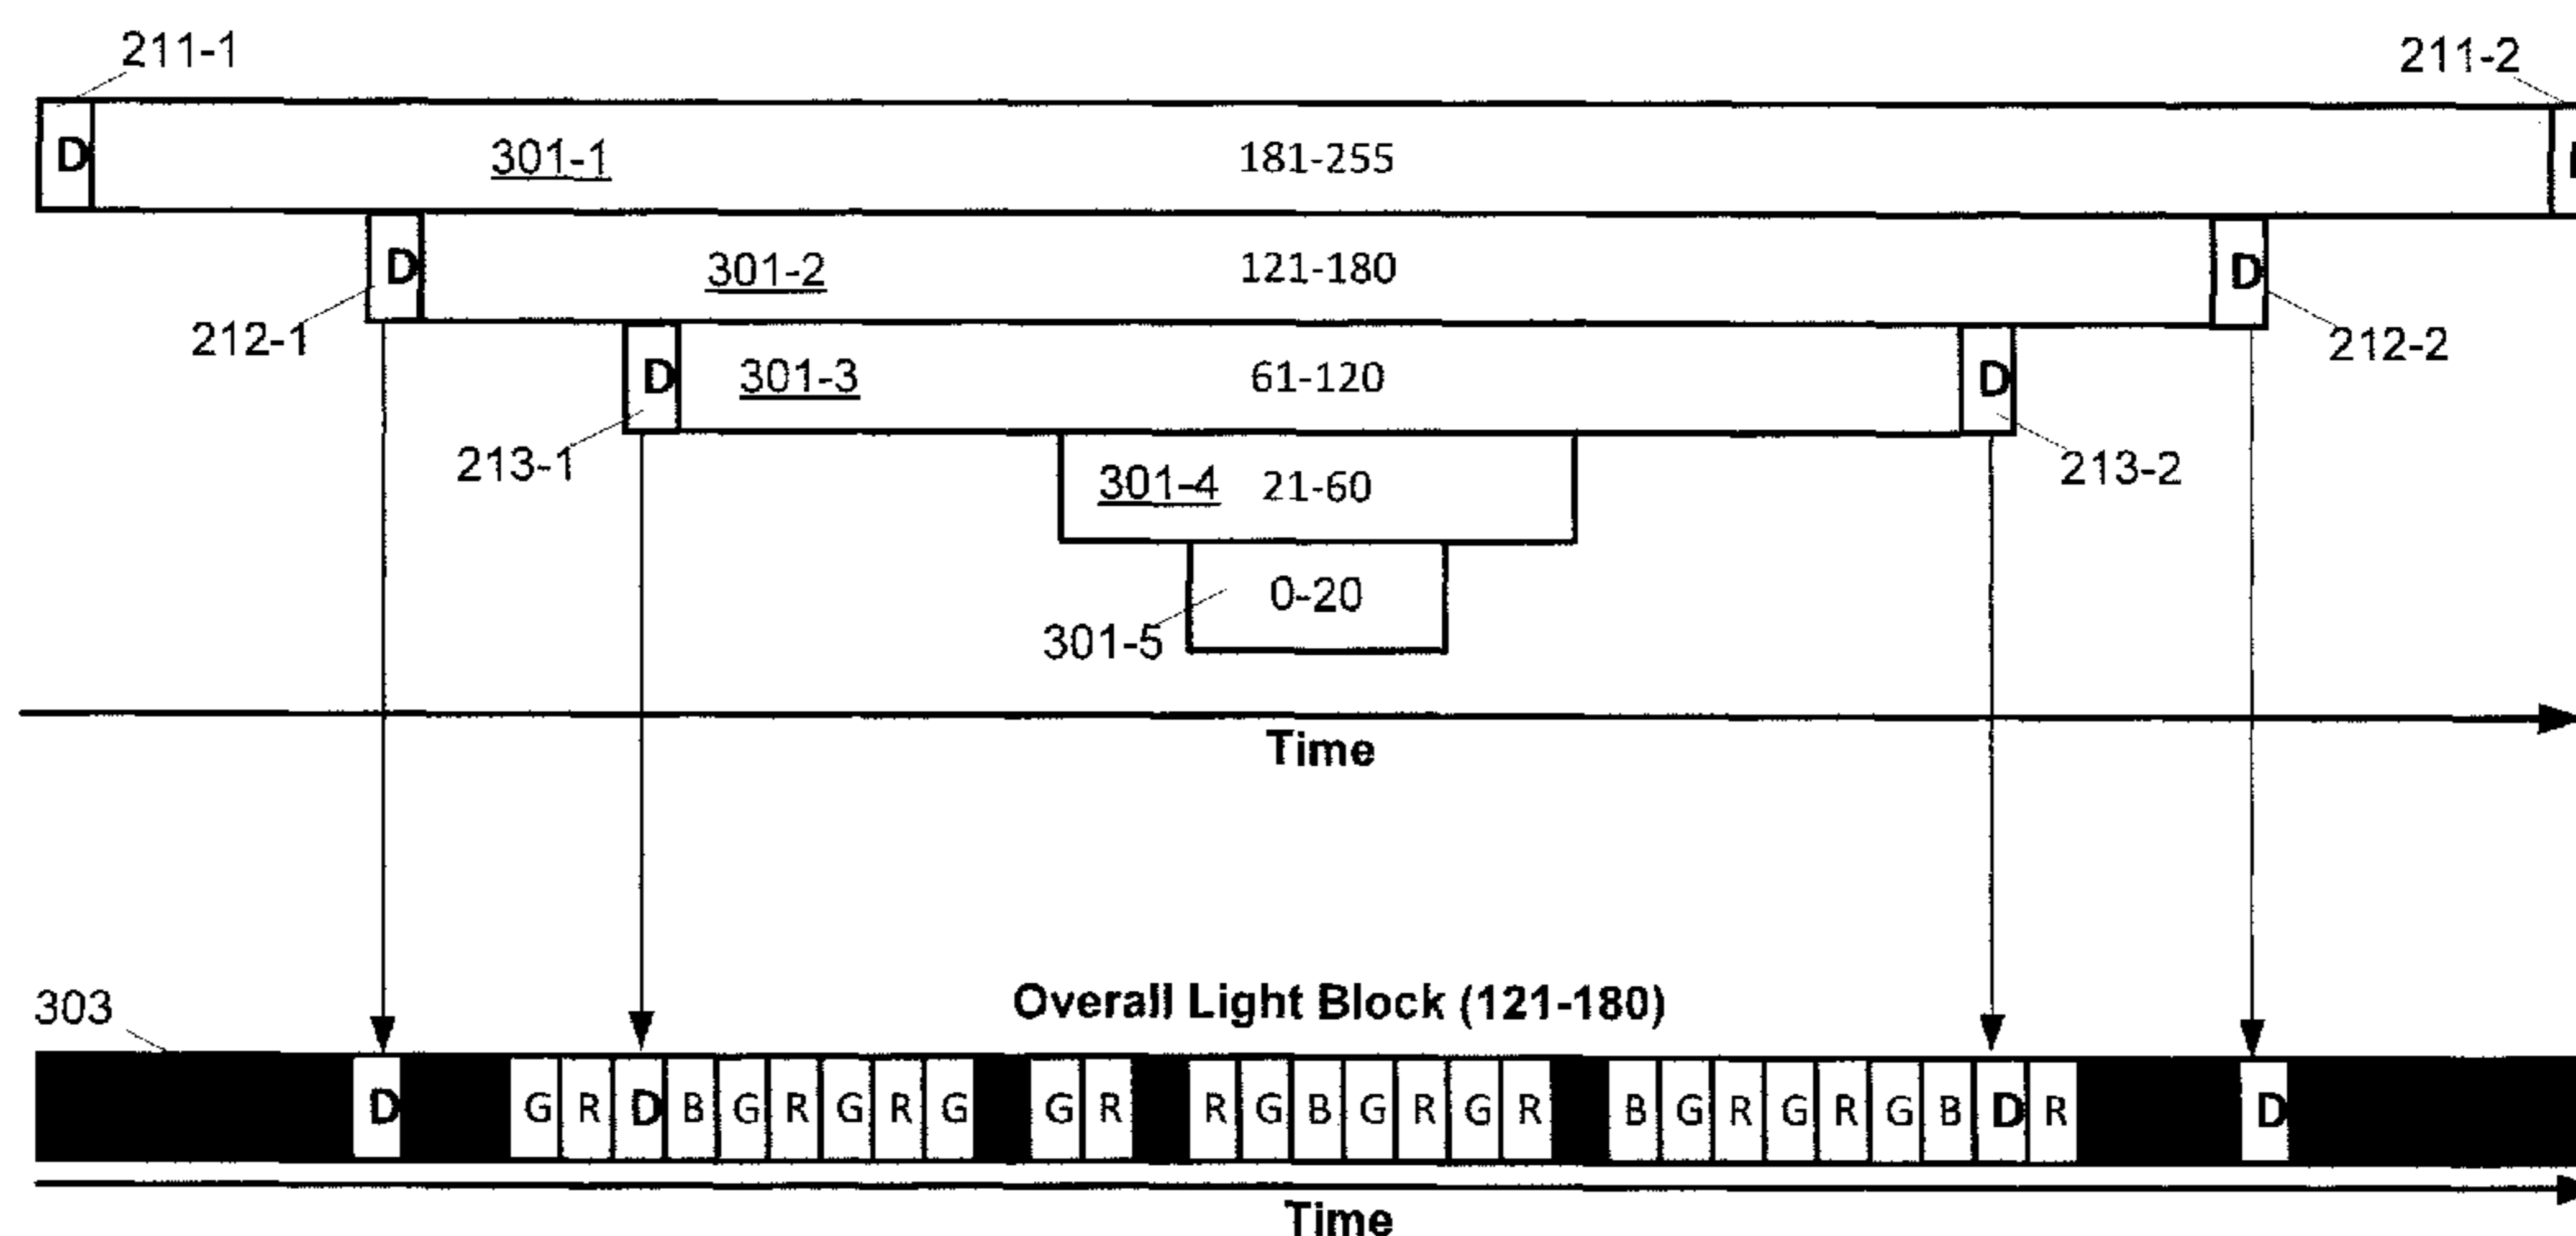 211-1
211-2
D 301-1 181-255
D 301-2 121-180 D
212-1
212-2
D 301-3 61-120 D
213-1
213-2
301-4 21-60
0-20
301-5
Time
Overall Light Block (121-180)
303
D G R D B G R G R G G R R G B G R G R B G R G R G B D R D
Time